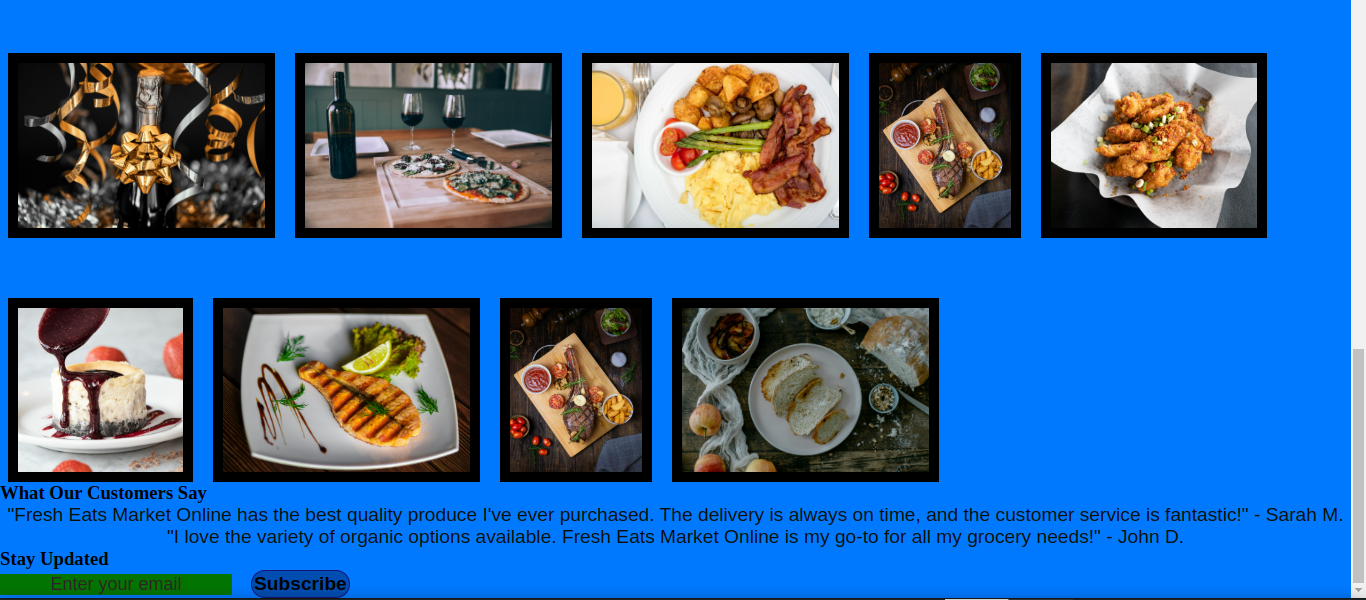 What Our Customers Say
"Fresh Eats Market Online has the best quality produce I've ever purchased. The delivery is always on time, and the customer service is fantastic!" - Sarah M.
"I love the variety of organic options available. Fresh Eats Market Online is my go-to for all my grocery needs!" - John D.
Stay Updated
Enter your email
Subscribe